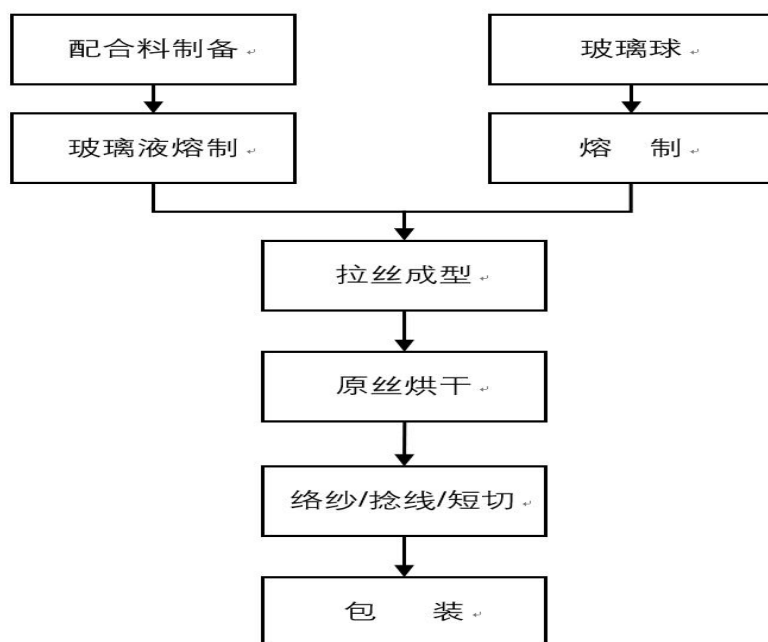 配合料制备
玻璃球
玻璃液熔制
熔 制
拉丝成型
原丝烘干
络纱/捻线/短切
包 装